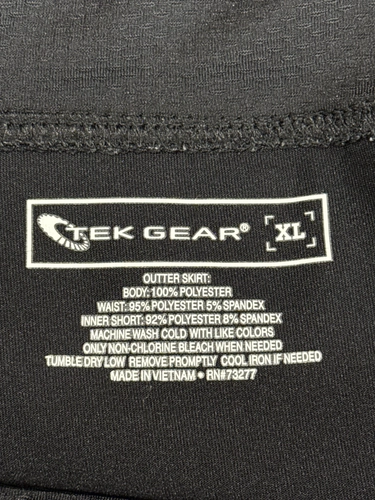 TEK GEAR® XL
OUTTER SKIRT:
BODY: 100% POLYESTER
WAIST: 95% POLYESTER 5% SPANDEX
INNER SHORT: 92% POLYESTER 8% SPANDEX
MACHINE WASH COLD WITH LIKE COLORS
ONLY NON-CHLORINE BLEACH WHEN NEEDED
TUMBLE DRY LOW REMOVE PROMPTLY COOL IRON IF NEEDED
MADE IN VIETNAM • RN#73277